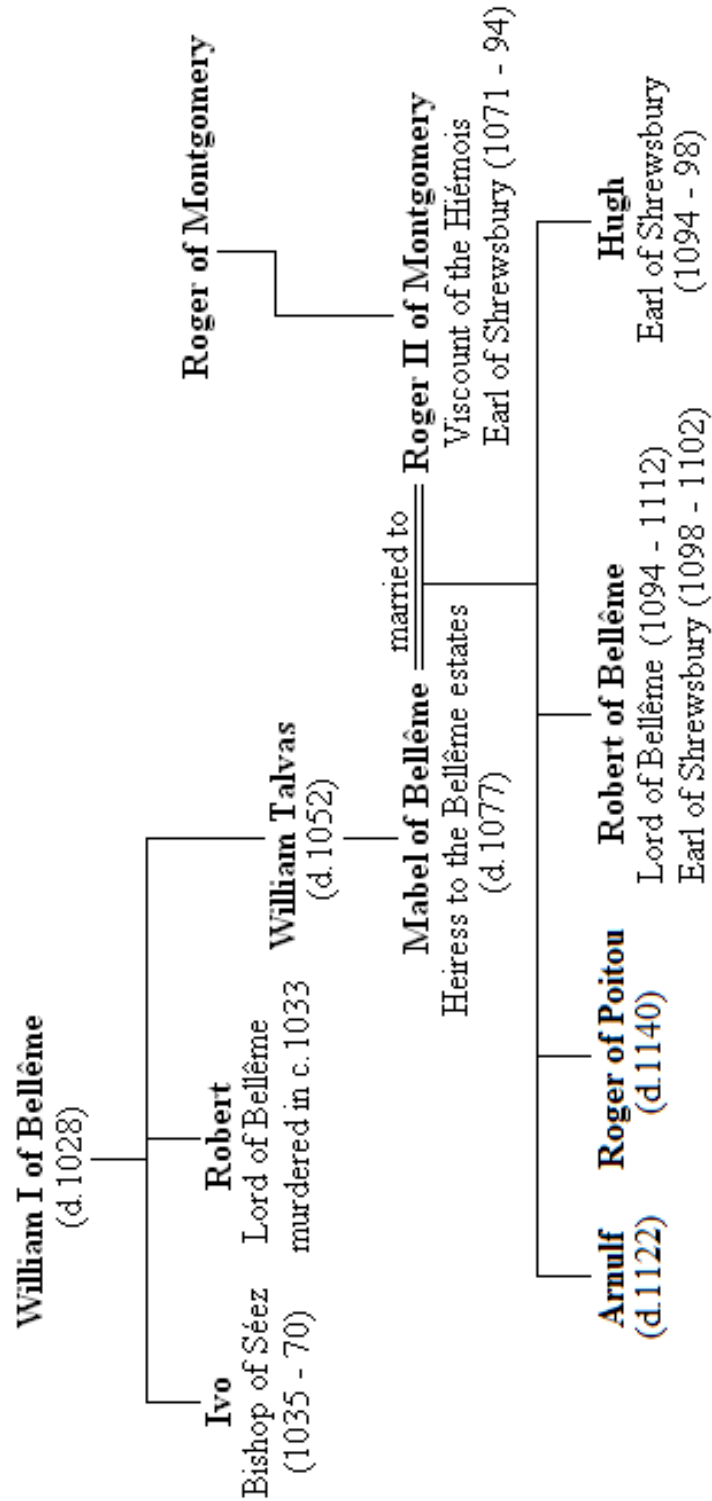 William I of Bellême
(d.1028)
Roger of Montgomery
Ivo
Bishop of Séez
(1035 - 70)
Robert
Lord of Bellême
murdered in c.1033
William Talvas
(d.1052)
married to
Mabel of Bellême
Heiress to the Bellême estates
(d.1077)
Roger II of Montgomery
Viscount of the Hiémois
Earl of Shrewsbury (1071 - 94)
Arnulf
(d.1122)
Roger of Poitou
(d.1140)
Robert of Bellême
Lord of Bellême (1094 - 1112)
Earl of Shrewsbury (1098 - 1102)
Hugh
Earl of Shrewsbury
(1094 - 98)